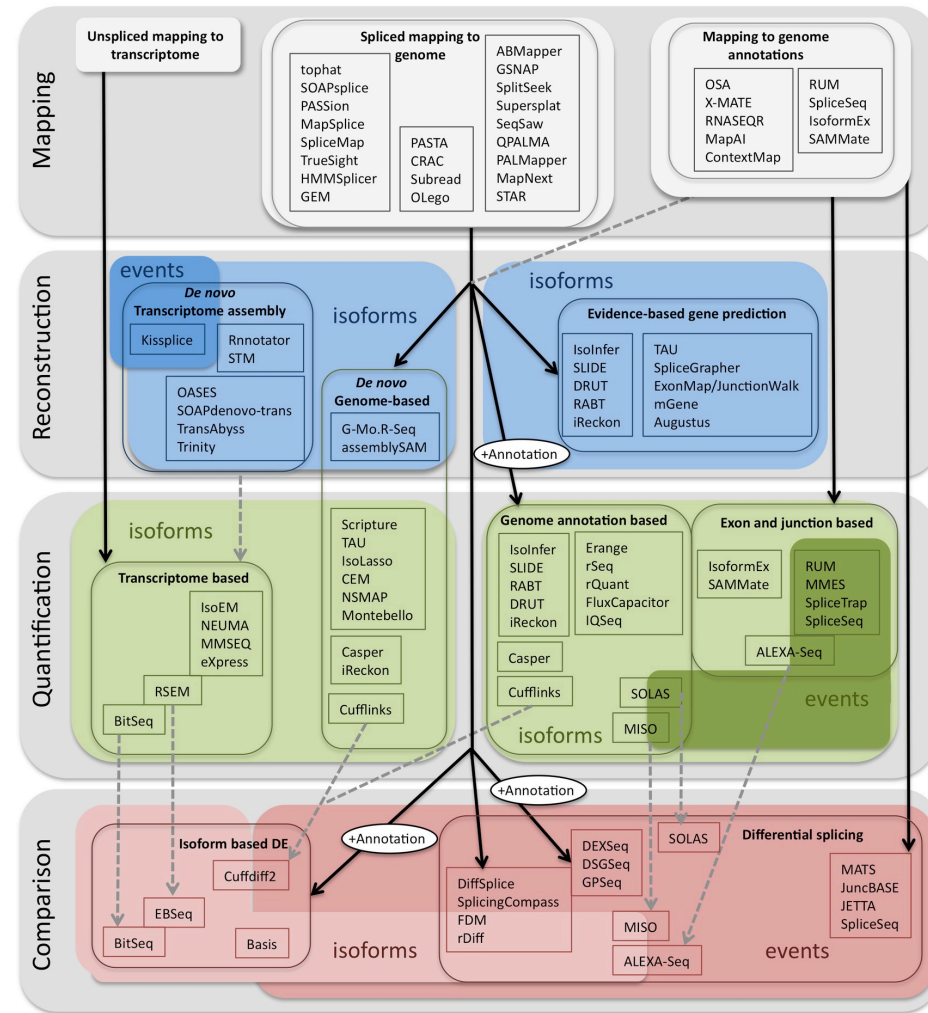 Mapping
Unspliced mapping to
transcriptome
Spliced mapping to
genome
tophat
SOAPsplice
PASSion
MapSplice
SpliceMap
TrueSight
HMMSplicer
GEM
PASTA
CRAC
Subread
OLego
ABMapper
GSNAP
SplitSeek
Supersplat
SeqSaw
QPALMA
PALMapper
MapNext
STAR
Mapping to genome
annotations
OSA
X-MATE
RNASEQR
MapAI
ContextMap
RUM
SpliceSeq
IsoformEx
SAMMate
Reconstruction
events
De novo
Transcriptome assembly
Kissplice
Rnnotator
STM
OASES
SOAPdenovo-trans
TransAbyss
Trinity
isoforms
De novo
Genome-based
G-Mo.R-Seq
assemblySAM
isoforms
Evidence-based gene prediction
IsoInfer
SLIDE
DRUT
RABT
iReckon
TAU
SpliceGrapher
ExonMap/JunctionWalk
mGene
Augustus
+Annotation
Quantification
isoforms
Transcriptome based
IsoEM
NEUMA
MMSEQ
eXpress
RSEM
BitSeq
Scripture
TAU
IsoLasso
CEM
NSMAP
Montebello
Casper
iReckon
Cufflinks
Genome annotation based
IsoInfer
SLIDE
RABT
DRUT
iReckon
Erange
rSeq
rQuant
FluxCapacitor
IQSeq
Casper
Cufflinks
SOLAS
MISO
isoforms
Exon and junction based
IsoformEx
SAMMate
RUM
MMES
SpliceTrap
SpliceSeq
ALEXA-Seq
events
+Annotation
+Annotation
Comparison
Isoform based DE
Cuffdiff2
EBSeq
BitSeq
Basis
isoforms
Differential splicing
DiffSplice
SplicingCompass
FDM
rDiff
DEXSeq
DSGSeq
GPSeq
SOLAS
MISO
ALEXA-Seq
MATS
JuncBASE
JETTA
SpliceSeq
events